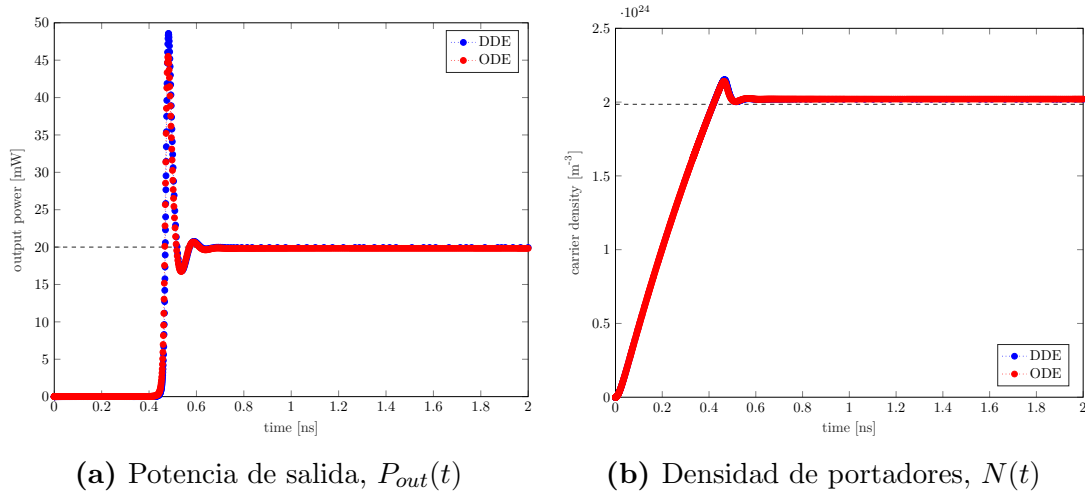 50
45
40
35
30
25
20
15
10
5
0
output power [mW]
0 0.2 0.4 0.6 0.8 1 1.2 1.4 1.6 1.8 2
time [ns]
DDE
ODE
(a) Potencia de salida, P_out(t)
·10^24
2.5
2
1.5
1
0.5
0
carrier density [m^-3]
0 0.2 0.4 0.6 0.8 1 1.2 1.4 1.6 1.8 2
time [ns]
DDE
ODE
(b) Densidad de portadores, N(t)